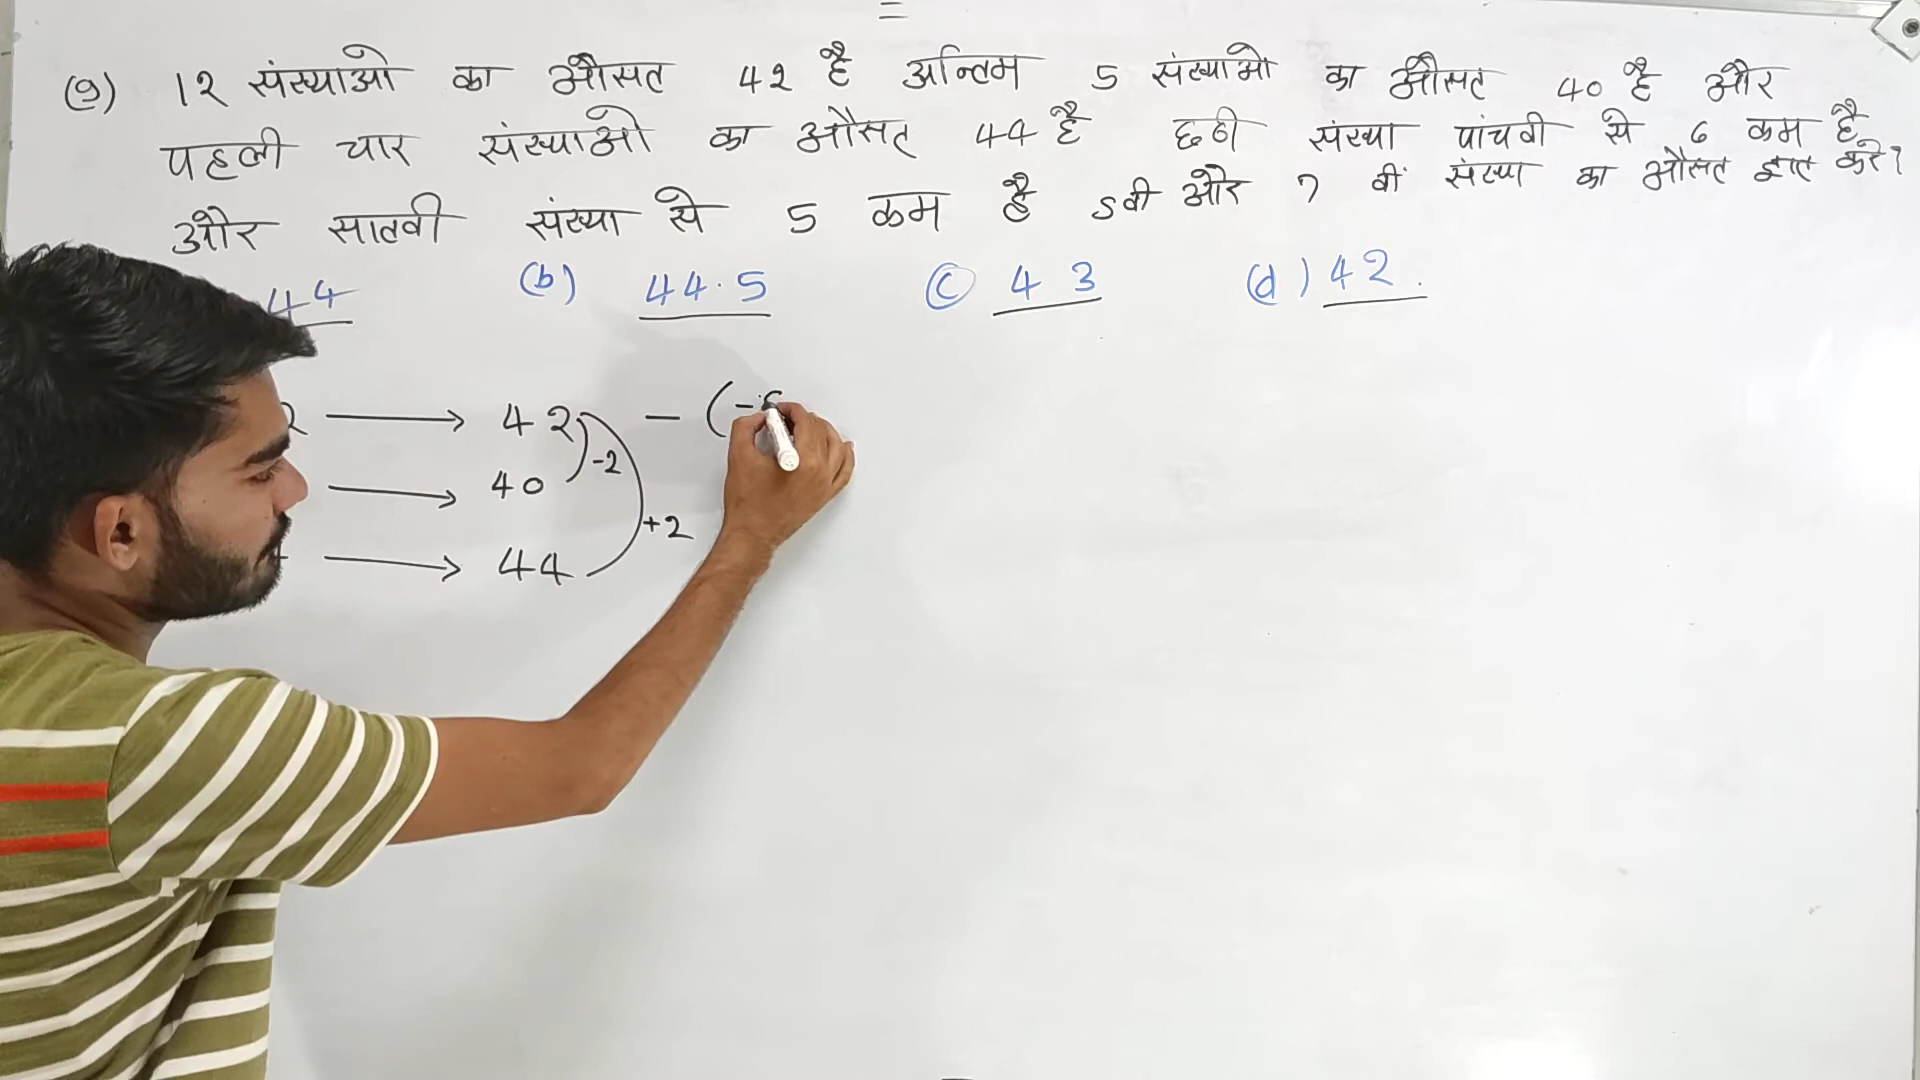 =
(9) 12 संख्याओ का औसत 42 है अन्तिम 5 संख्याओ का औसत 40 है और
पहली चार संख्याओ का औसत 44 है छठी संख्या पांचवी से 6 कम है
और सातवी संख्या से 5 कम है 5वी और 7 वीं संख्या का औसत ज्ञात करे?
44 (b) 44.5 (c) 43 (d) 42.
2 → 42 - (-
→ 40 -2
+2
→ 44